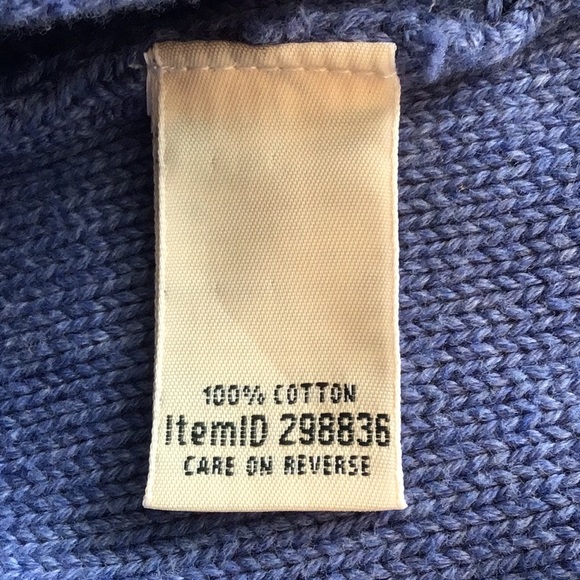 100% COTTON
ItemID 298836
CARE ON REVERSE